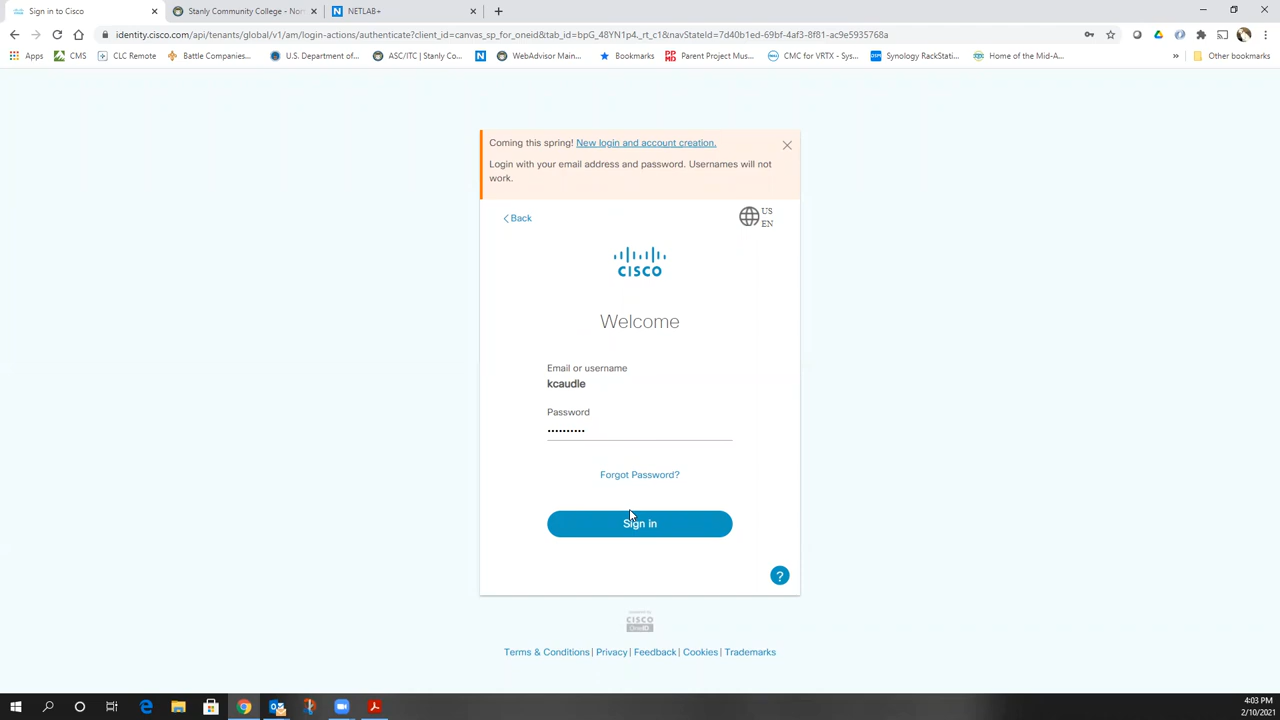 Sign in to Cisco
Stanly Community College - Nor
NETLAB+
identity.cisco.com/api/tenants/global/v1/am/login-actions/authenticate?client_id=canvas_sp_for_oneid&tab_id=bpG_48YN1p4_rt_c1&navStateId=7d40b1ed-69bf-4af3-8f81-ac9e5935768a
Apps
CMS
CLC Remote
Battle Companies...
U.S. Department of...
ASC/ITC | Stanly Co...
WebAdvisor Main...
Bookmarks
Parent Project Mus...
CMC for VRTX - Sys...
Synology RackStati...
Home of the Mid-A...
»
Other bookmarks
Coming this spring! New login and account creation.
Login with your email address and password. Usernames will not
work.
Back
US
EN
CISCO
Welcome
Email or username
kcaudle
Password
••••••••••
Forgot Password?
Sign in
?
CISCO
OneID
Terms & Conditions | Privacy | Feedback | Cookies | Trademarks
4:03 PM
2/10/2021